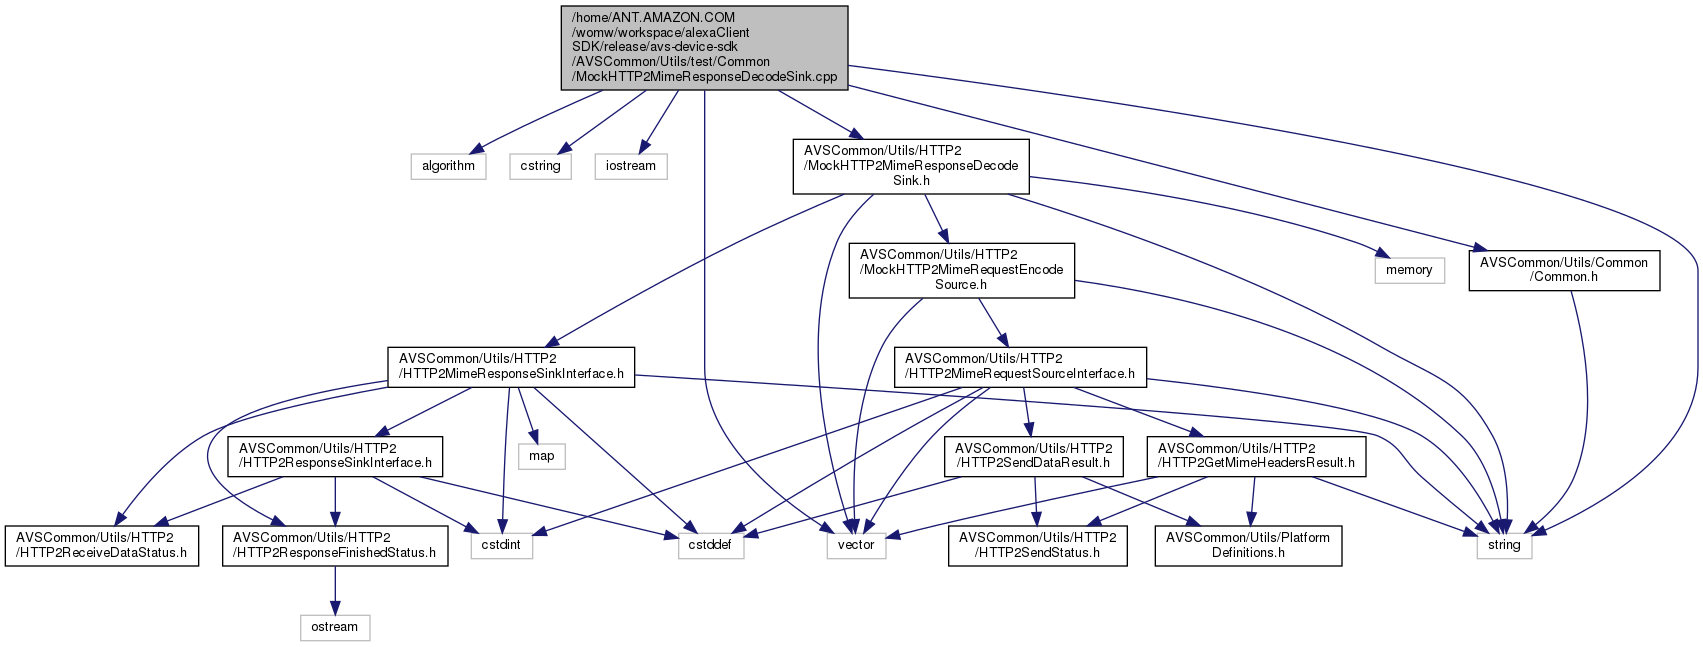 /home/ANT.AMAZON.COM
/womw/workspace/alexaClient
SDK/release/avs-device-sdk
/AVSCommon/Utils/test/Common
/MockHTTP2MimeResponseDecodeSink.cpp
algorithm
cstring
iostream
AVSCommon/Utils/HTTP2
/MockHTTP2MimeResponseDecode
Sink.h
AVSCommon/Utils/HTTP2
/MockHTTP2MimeRequestEncode
Source.h
memory
AVSCommon/Utils/Common
/Common.h
AVSCommon/Utils/HTTP2
/HTTP2MimeResponseSinkInterface.h
AVSCommon/Utils/HTTP2
/HTTP2MimeRequestSourceInterface.h
AVSCommon/Utils/HTTP2
/HTTP2ResponseSinkInterface.h
map
AVSCommon/Utils/HTTP2
/HTTP2SendDataResult.h
AVSCommon/Utils/HTTP2
/HTTP2GetMimeHeadersResult.h
AVSCommon/Utils/HTTP2
/HTTP2ReceiveDataStatus.h
AVSCommon/Utils/HTTP2
/HTTP2ResponseFinishedStatus.h
cstdint
cstddef
vector
AVSCommon/Utils/HTTP2
/HTTP2SendStatus.h
AVSCommon/Utils/Platform
Definitions.h
string
ostream